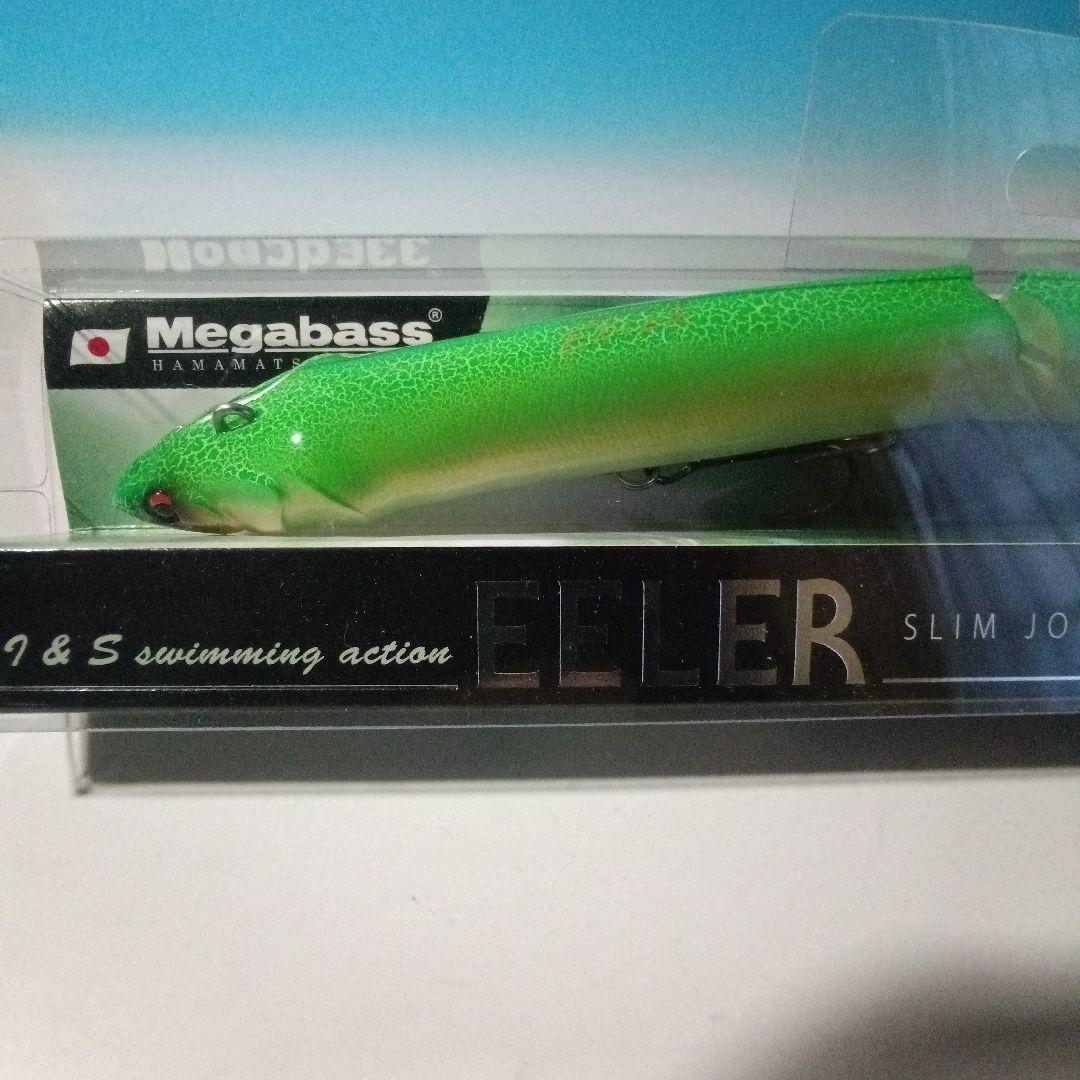 Megabass®
HAMAMATS
I & S swimming action
EELER
SLIM JO